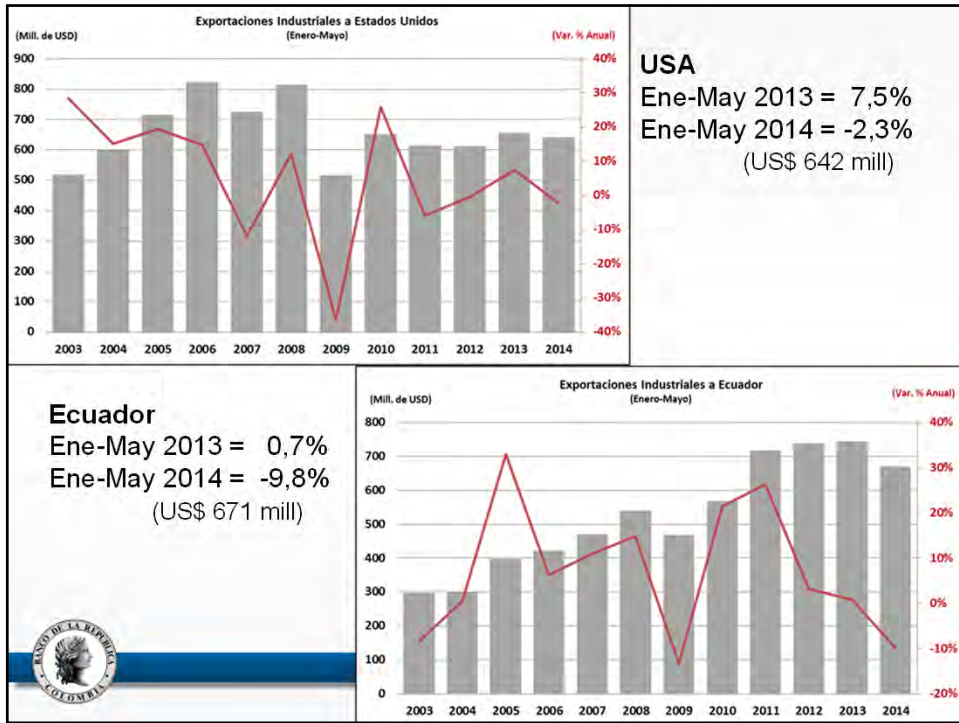 Exportaciones Industriales a Estados Unidos
(Mill. de USD) (Enero-Mayo) (Var. % Anual)
900 40%
800 30%
700 20%
600 10%
500 0%
400 -10%
300
200 -20%
100 -30%
0 -40%
2003 2004 2005 2006 2007 2008 2009 2010 2011 2012 2013 2014
USA
Ene-May 2013 = 7,5%
Ene-May 2014 = -2,3%
(US$ 642 mill)
Ecuador
Ene-May 2013 = 0,7%
Ene-May 2014 = -9,8%
(US$ 671 mill)
Exportaciones Industriales a Ecuador
(Mill. de USD) (Enero-Mayo) (Var. % Anual)
800 40%
700 30%
600
500 20%
400 10%
300 0%
200
100 -10%
0 -20%
2003 2004 2005 2006 2007 2008 2009 2010 2011 2012 2013 2014
BANCO DE LA REPUBLICA
COLOMBIA